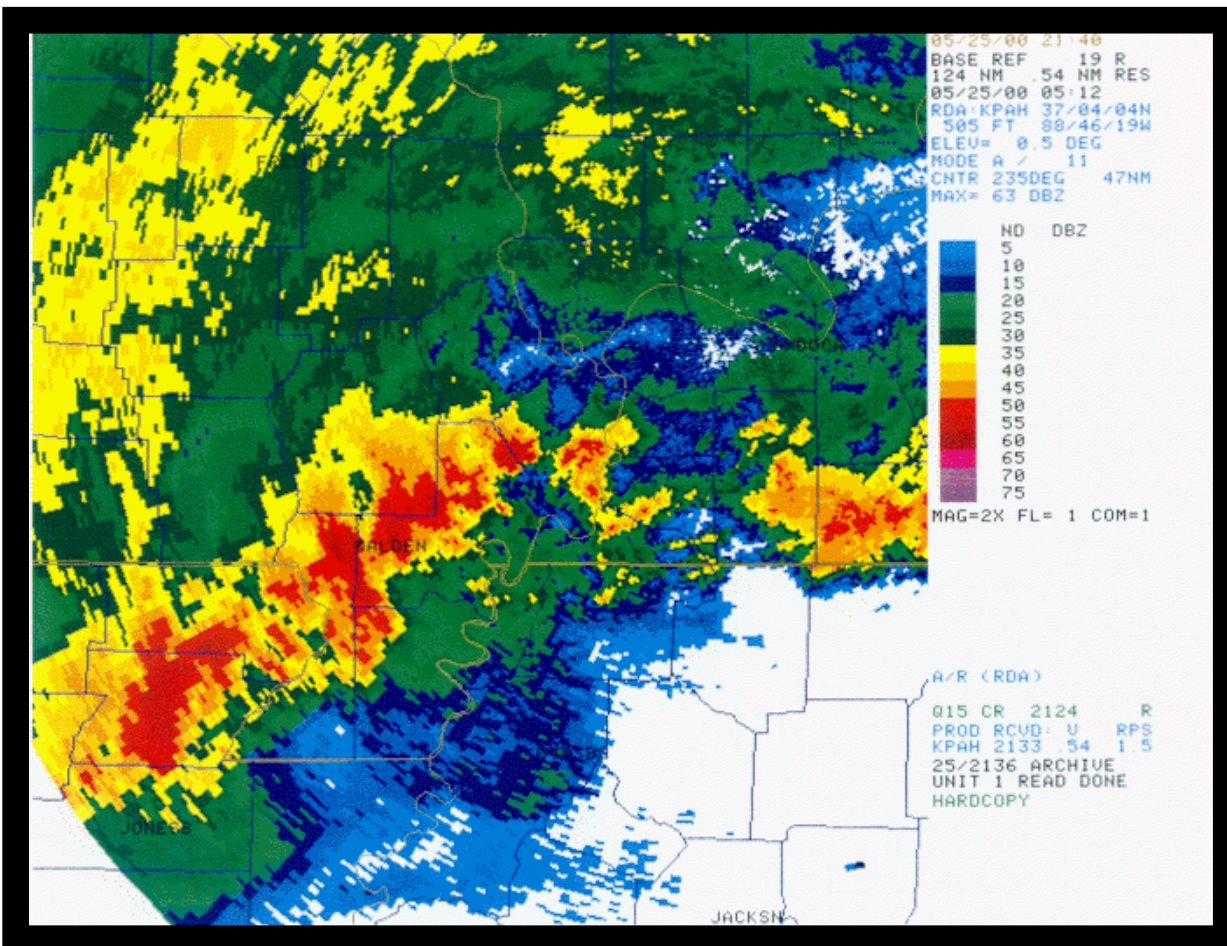 05/25/00 21:40
BASE REF 19 R
124 NM .54 NM RES
05/25/00 05:12
RDA:KPAH 37/04/04N
505 FT 88/46/19W
ELEV= 0.5 DEG
MODE A / 11
CNTR 235DEG 47NM
MAX= 63 DBZ
ND DBZ
5
10
15
20
25
30
35
40
45
50
55
60
65
70
75
MAG=2X FL= 1 COM=1
A/R (RDA)
Q15 CR 2124 R
PROD RCVD: V RPS
KPAH 2133 .54 1.5
25/2136 ARCHIVE
UNIT 1 READ DONE
HARDCOPY
MALDEN
JONESB
JACKSN